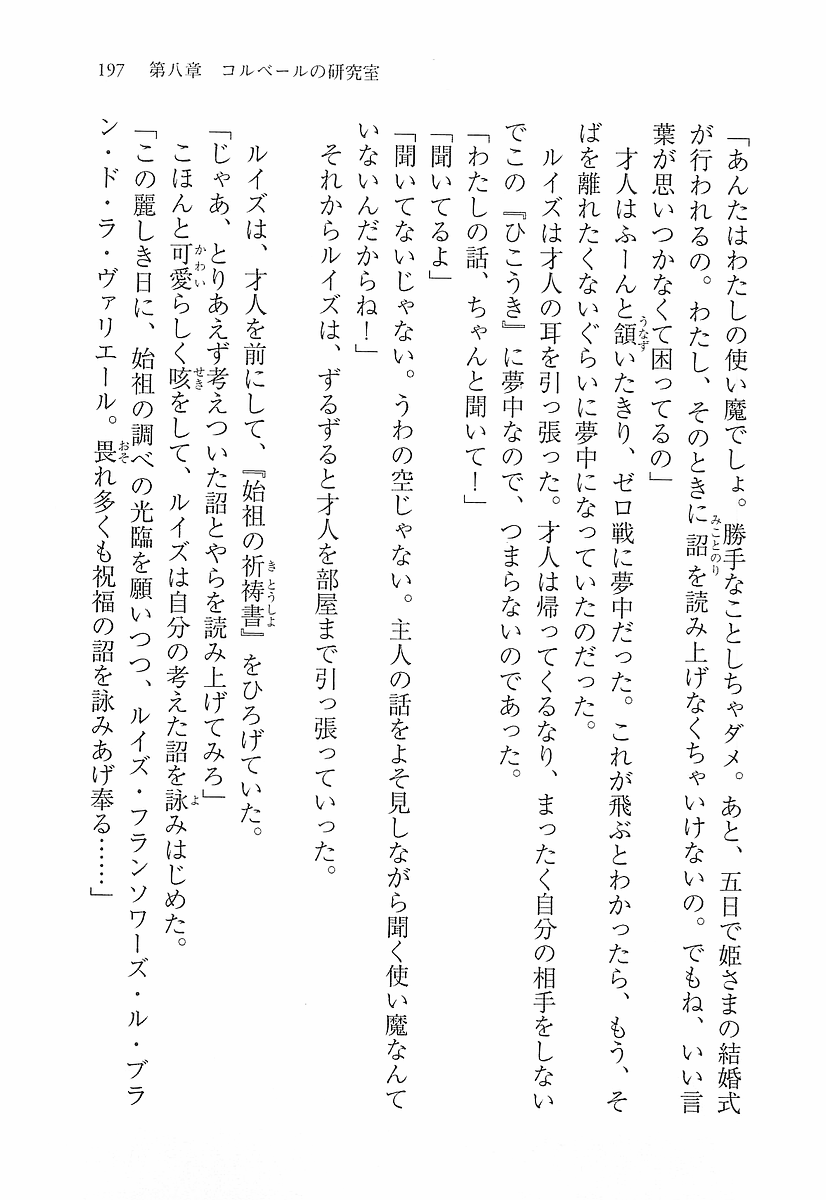 197　第八章　コルベールの研究室
「あんたはわたしの使い魔でしょ。勝手なことしちゃダメ。あと、五日で姫さまの結婚式
が行われるの。わたし、そのときに詔を読み上げなくちゃいけないの。でもね、いい言
葉が思いつかなくて困ってるの」
　才人はふーんと頷いたきり、ゼロ戦に夢中だった。これが飛ぶとわかったら、もう、そ
ばを離れたくないぐらいに夢中になっていたのだった。
　ルイズは才人の耳を引っ張った。才人は帰ってくるなり、まったく自分の相手をしない
でこの『ひこうき』に夢中なので、つまらないのであった。
「わたしの話、ちゃんと聞いて！」
「聞いてるよ」
「聞いてないじゃない。うわの空じゃない。主人の話をよそ見しながら聞く使い魔なんて
いないんだからね！」
　それからルイズは、ずるずると才人を部屋まで引っ張っていった。
　ルイズは、才人を前にして、『始祖の祈祷書』をひろげていた。
「じゃあ、とりあえず考えついた詔とやらを読み上げてみろ」
　こほんと可愛らしく咳をして、ルイズは自分の考えた詔を詠みはじめた。
「この麗しき日に、始祖の調べの光臨を願いつつ、ルイズ・フランソワーズ・ル・ブラ
ン・ド・ラ・ヴァリエール。畏れ多くも祝福の詔を詠みあげ奉る……」